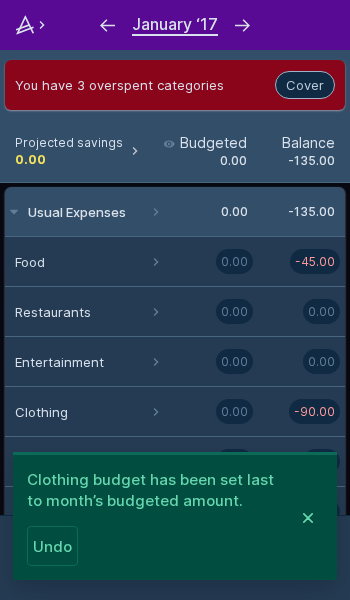 January ‘17
You have 3 overspent categories
Cover
Projected savings
0.00
Budgeted
0.00
Balance
-135.00
Usual Expenses 0.00 -135.00
Food 0.00 -45.00
Restaurants 0.00 0.00
Entertainment 0.00 0.00
Clothing 0.00 -90.00
Clothing budget has been set last
to month’s budgeted amount.
Undo